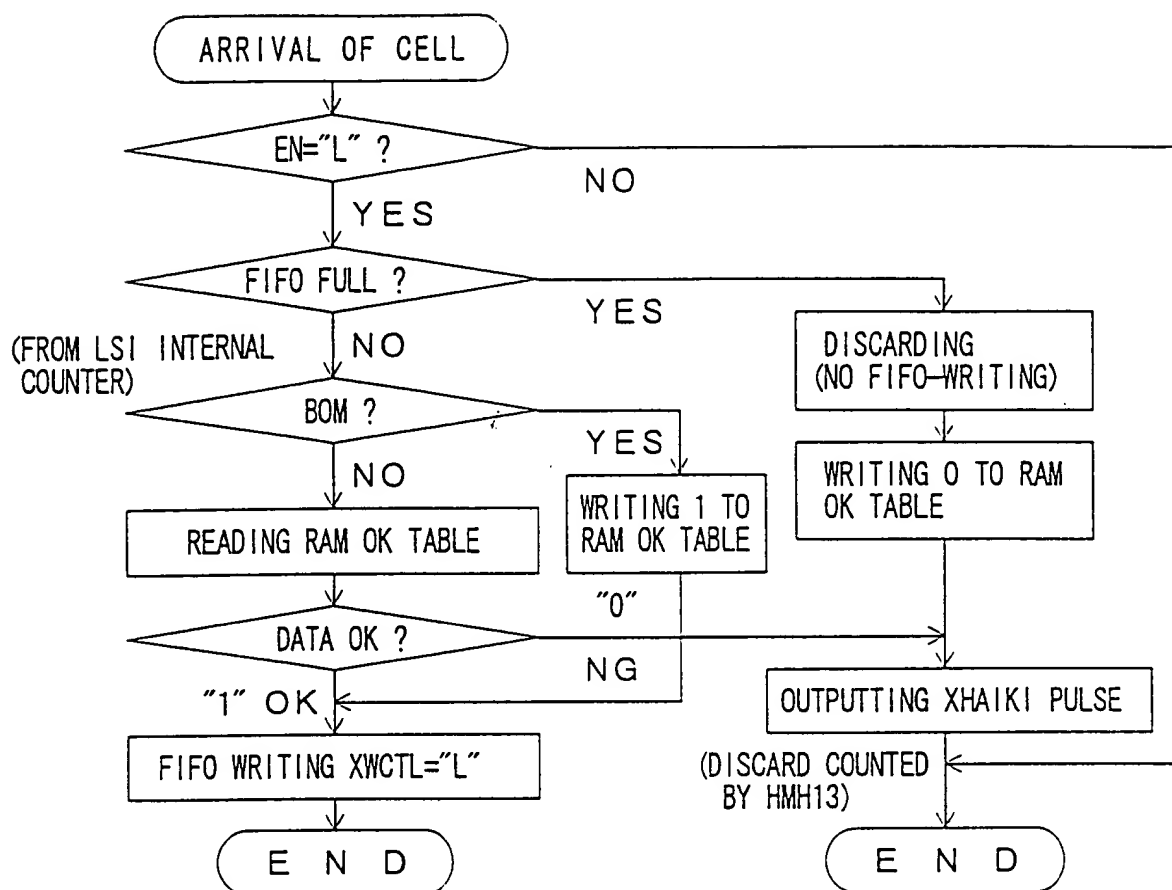 ARRIVAL OF CELL
EN="L" ?
NO
YES
FIFO FULL ?
YES
(FROM LSI INTERNAL
COUNTER)
NO
DISCARDING
(NO FIFO-WRITING)
BOM ?
YES
NO
WRITING 0 TO RAM
OK TABLE
WRITING 1 TO
RAM OK TABLE
READING RAM OK TABLE
"0"
DATA OK ?
NG
"1" OK
OUTPUTTING XHAIKI PULSE
FIFO WRITING XWCTL="L"
(DISCARD COUNTED
BY HMH13)
END
END